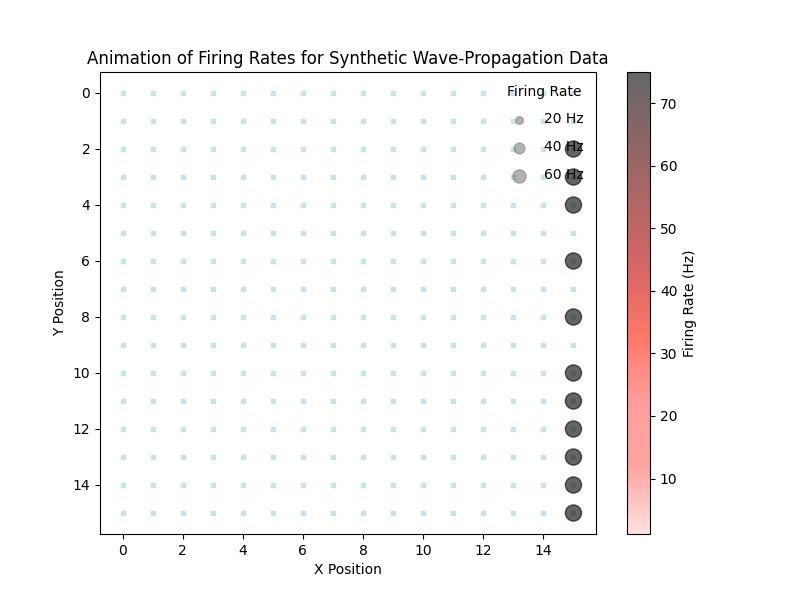 Animation of Firing Rates for Synthetic Wave-Propagation Data
Firing Rate
20 Hz
40 Hz
60 Hz
0
2
4
6
8
10
12
14
Y Position
0 2 4 6 8 10 12 14
X Position
70
60
50
40
30
20
10
Firing Rate (Hz)